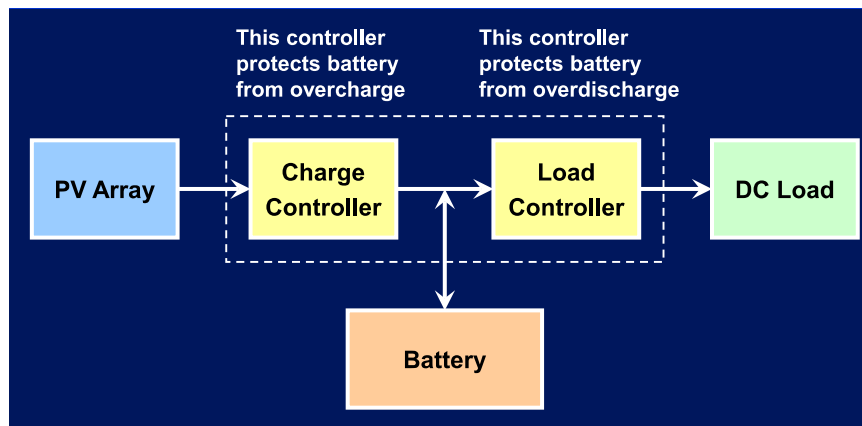 This controller
protects battery
from overcharge
This controller
protects battery
from overdischarge
PV Array
Charge
Controller
Load
Controller
DC Load
Battery